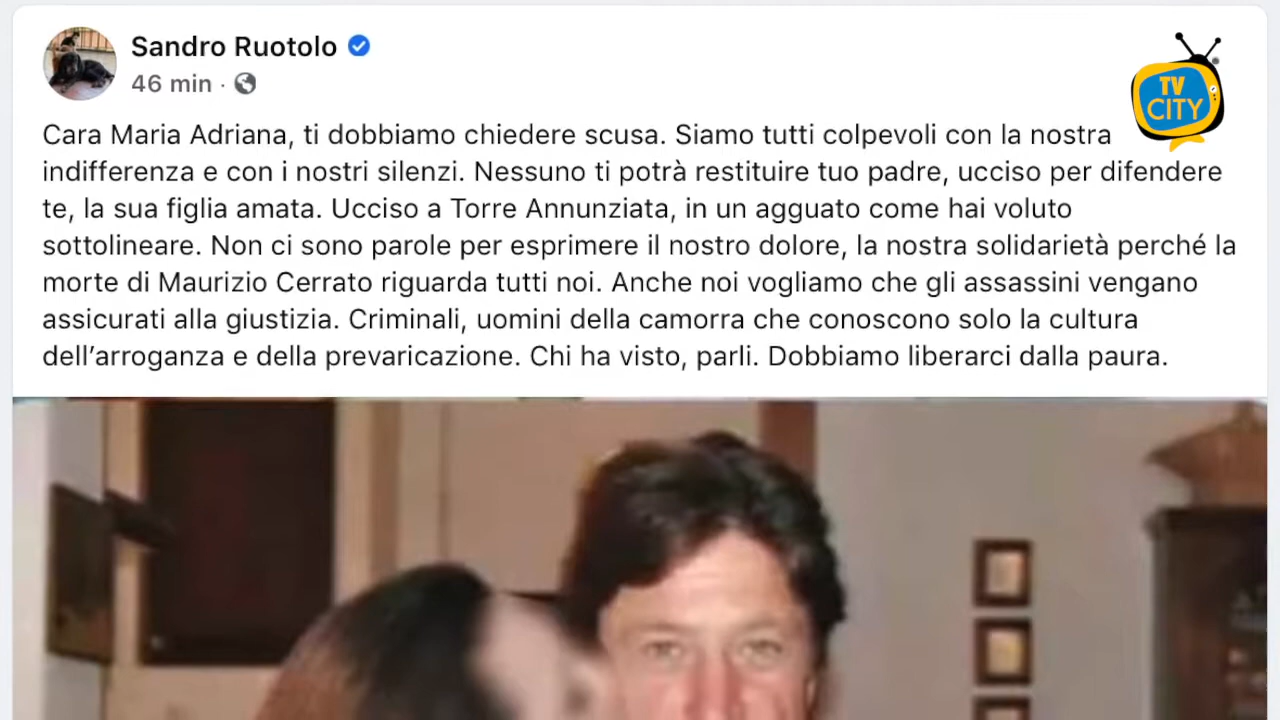 Sandro Ruotolo
46 min ·
TV
CITY
Cara Maria Adriana, ti dobbiamo chiedere scusa. Siamo tutti colpevoli con la nostra
indifferenza e con i nostri silenzi. Nessuno ti potrà restituire tuo padre, ucciso per difendere
te, la sua figlia amata. Ucciso a Torre Annunziata, in un agguato come hai voluto
sottolineare. Non ci sono parole per esprimere il nostro dolore, la nostra solidarietà perché la
morte di Maurizio Cerrato riguarda tutti noi. Anche noi vogliamo che gli assassini vengano
assicurati alla giustizia. Criminali, uomini della camorra che conoscono solo la cultura
dell’arroganza e della prevaricazione. Chi ha visto, parli. Dobbiamo liberarci dalla paura.